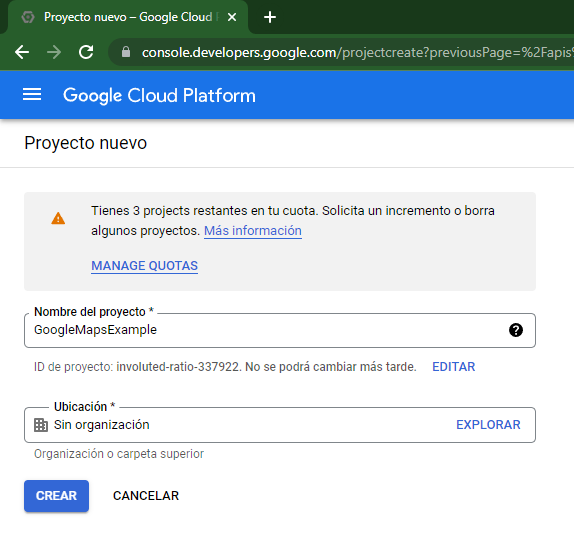 Proyecto nuevo – Google Cloud
console.developers.google.com/projectcreate?previousPage=%2Fapis
Google Cloud Platform
Proyecto nuevo
Tienes 3 projects restantes en tu cuota. Solicita un incremento o borra
algunos proyectos. Más información
MANAGE QUOTAS
Nombre del proyecto *
GoogleMapsExample
ID de proyecto: involuted-ratio-337922. No se podrá cambiar más tarde. EDITAR
Ubicación *
Sin organización EXPLORAR
Organización o carpeta superior
CREAR CANCELAR